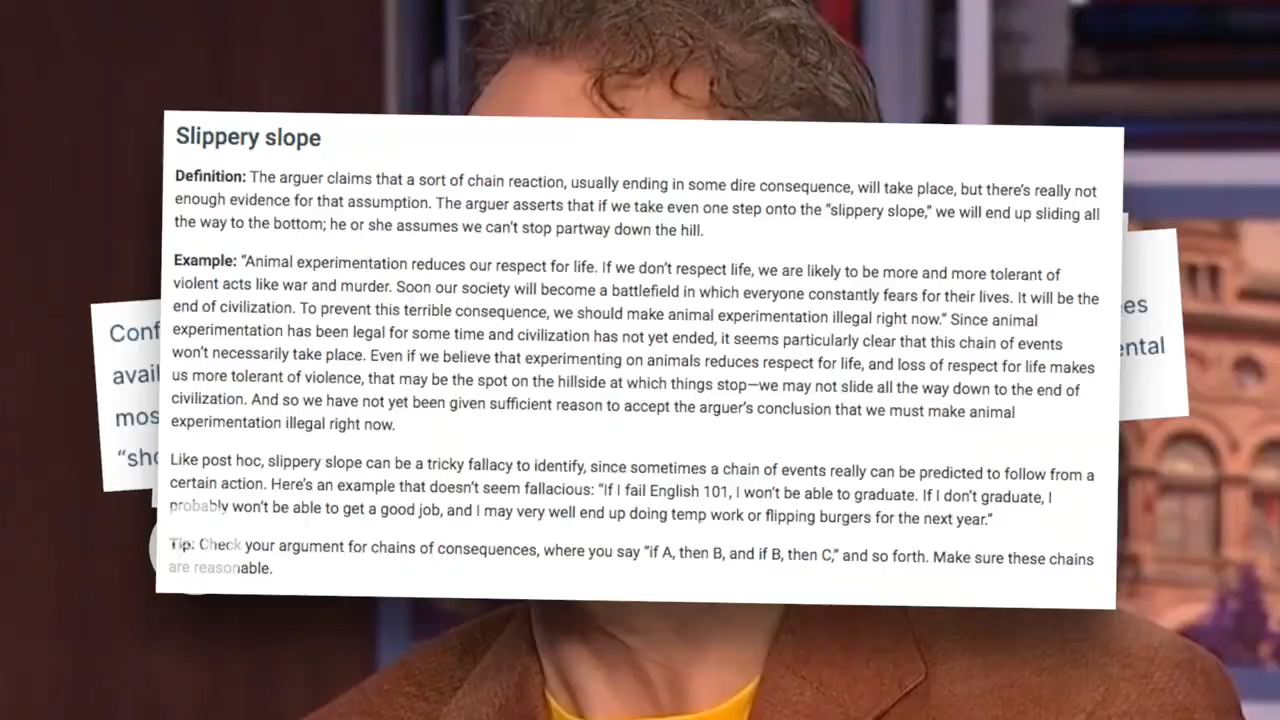 Slippery slope
Definition: The arguer claims that a sort of chain reaction, usually ending in some dire consequence, will take place, but there's really not
enough evidence for that assumption. The arguer asserts that if we take even one step onto the “slippery slope,” we will end up sliding all
the way to the bottom; he or she assumes we can't stop partway down the hill.
Example: “Animal experimentation reduces our respect for life. If we don't respect life, we are likely to be more and more tolerant of
violent acts like war and murder. Soon our society will become a battlefield in which everyone constantly fears for their lives. It will be the
end of civilization. To prevent this terrible consequence, we should make animal experimentation illegal right now.” Since animal
experimentation has been legal for some time and civilization has not yet ended, it seems particularly clear that this chain of events
won't necessarily take place. Even if we believe that experimenting on animals reduces respect for life, and loss of respect for life makes
us more tolerant of violence, that may be the spot on the hillside at which things stop—we may not slide all the way down to the end of
civilization. And so we have not yet been given sufficient reason to accept the arguer's conclusion that we must make animal
experimentation illegal right now.
Like post hoc, slippery slope can be a tricky fallacy to identify, since sometimes a chain of events really can be predicted to follow from a
certain action. Here's an example that doesn't seem fallacious: “If I fail English 101, I won't be able to graduate. If I don't graduate, I
probably won't be able to get a good job, and I may very well end up doing temp work or flipping burgers for the next year.”
Tip: Check your argument for chains of consequences, where you say “if A, then B, and if B, then C,” and so forth. Make sure these chains
are reasonable.